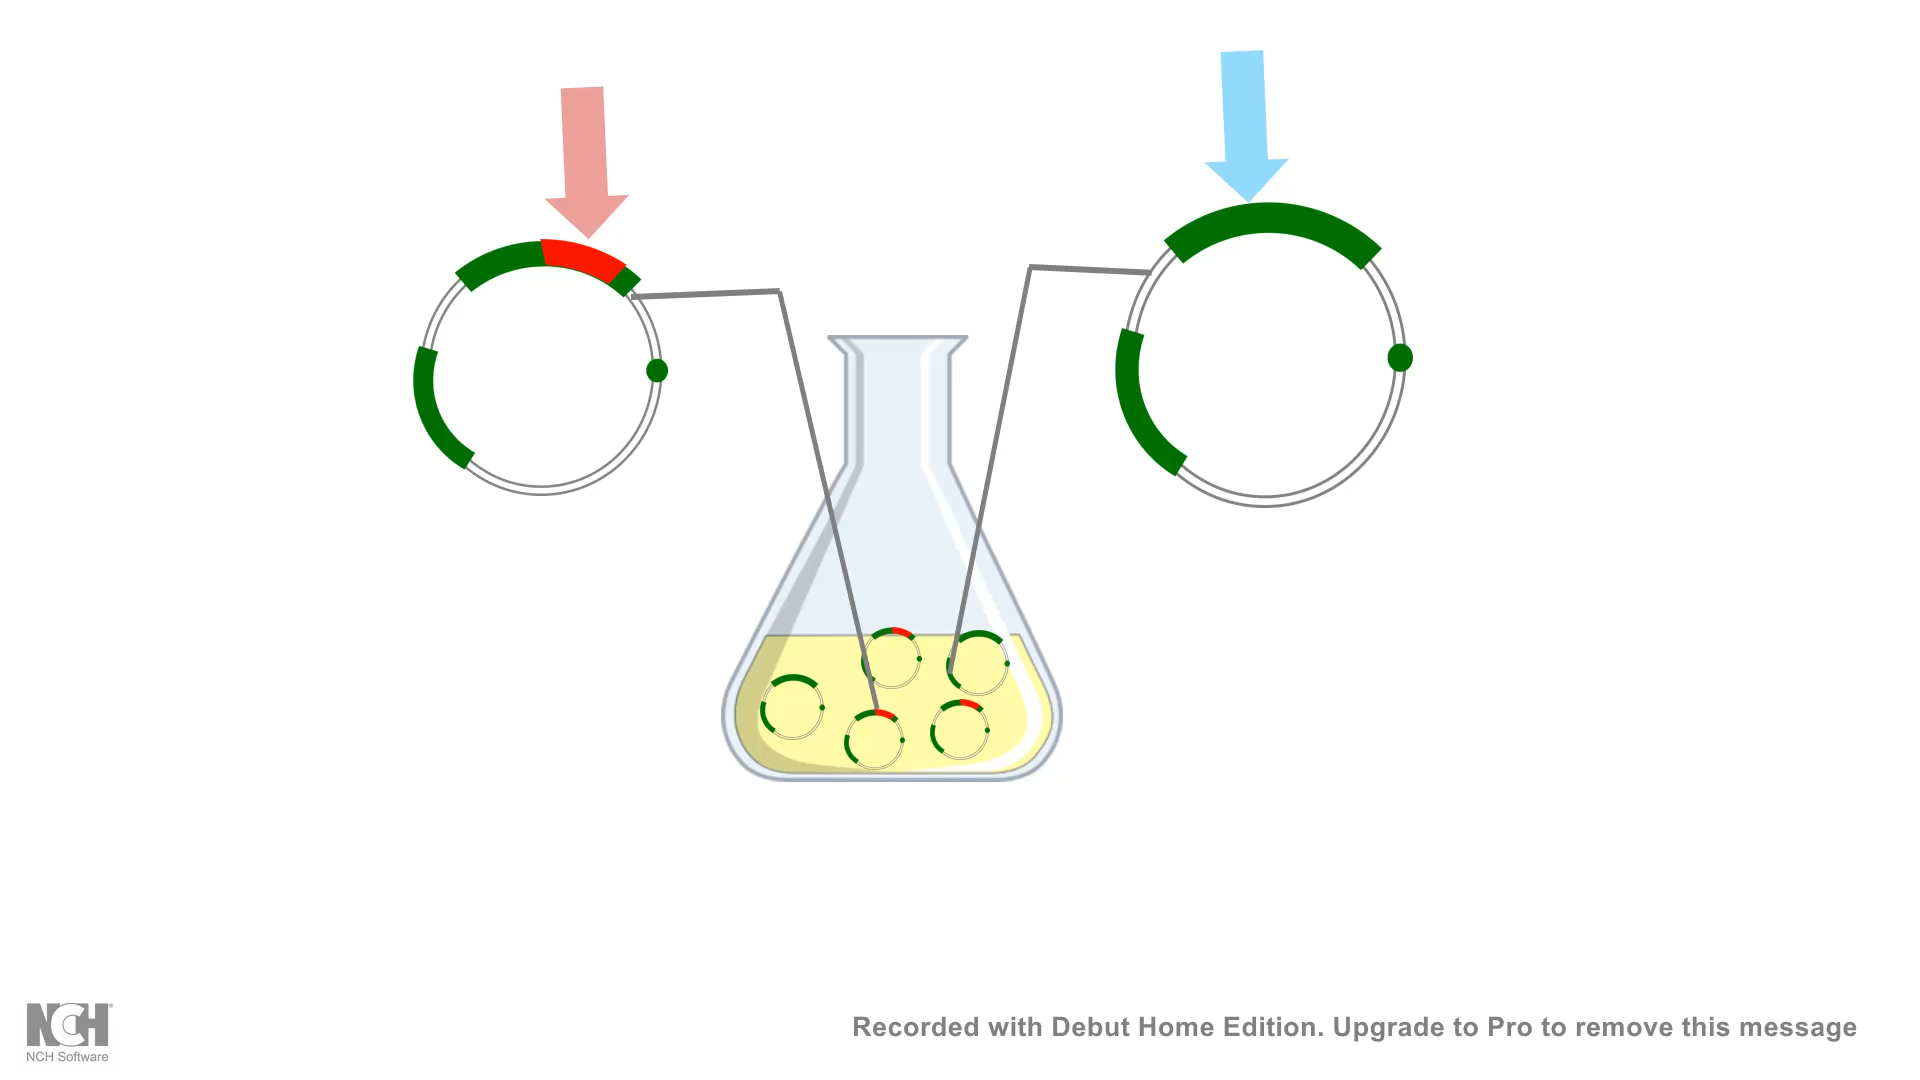 NCH
NCH Software
Recorded with Debut Home Edition. Upgrade to Pro to remove this message